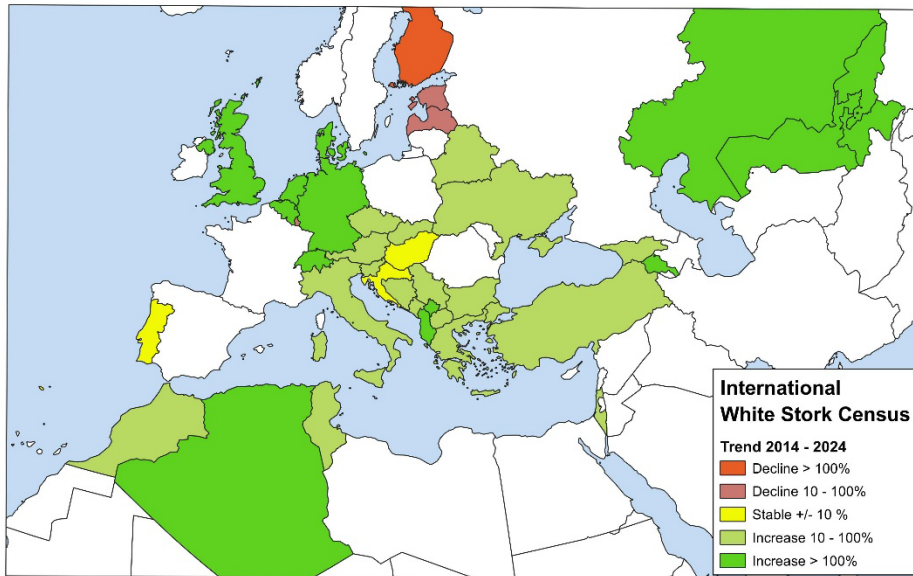 International
White Stork Census
Trend 2014 - 2024
Decline > 100%
Decline 10 - 100%
Stable +/- 10 %
Increase 10 - 100%
Increase > 100%